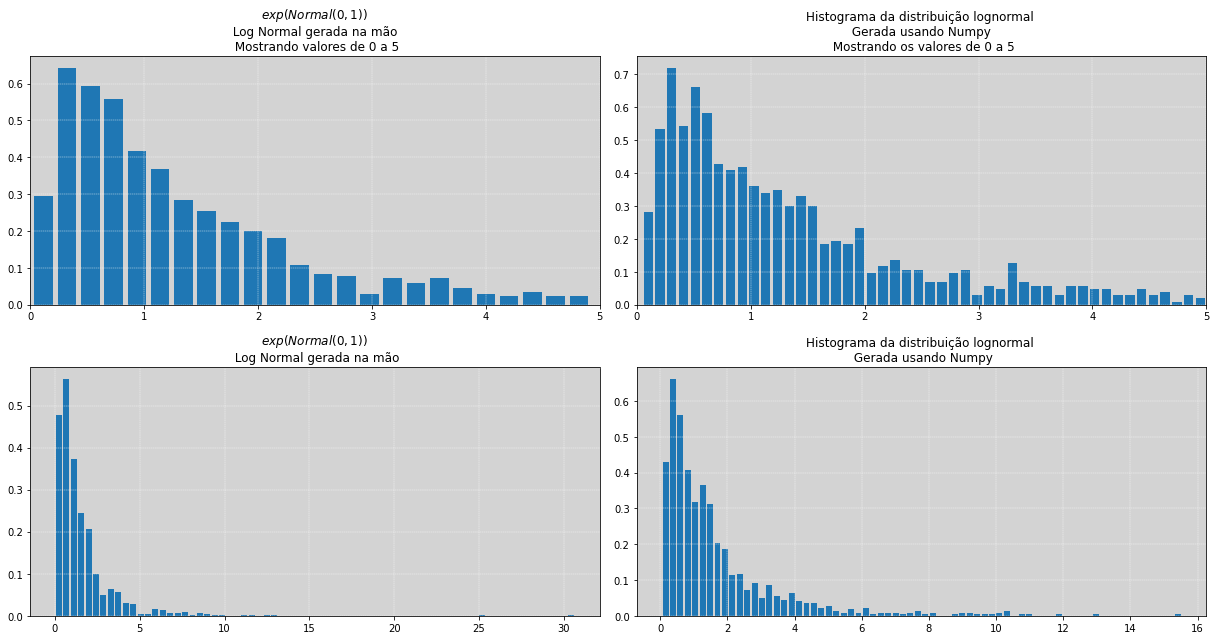 exp(Normal(0, 1))
Log Normal gerada na mão
Mostrando valores de 0 a 5
0.6
0.5
0.4
0.3
0.2
0.1
0.0
0 1 2 3 4 5
Histograma da distribuição lognormal
Gerada usando Numpy
Mostrando os valores de 0 a 5
0.7
0.6
0.5
0.4
0.3
0.2
0.1
0.0
0 1 2 3 4 5
exp(Normal(0, 1))
Log Normal gerada na mão
0.5
0.4
0.3
0.2
0.1
0.0
0 5 10 15 20 25 30
Histograma da distribuição lognormal
Gerada usando Numpy
0.6
0.5
0.4
0.3
0.2
0.1
0.0
0 2 4 6 8 10 12 14 16